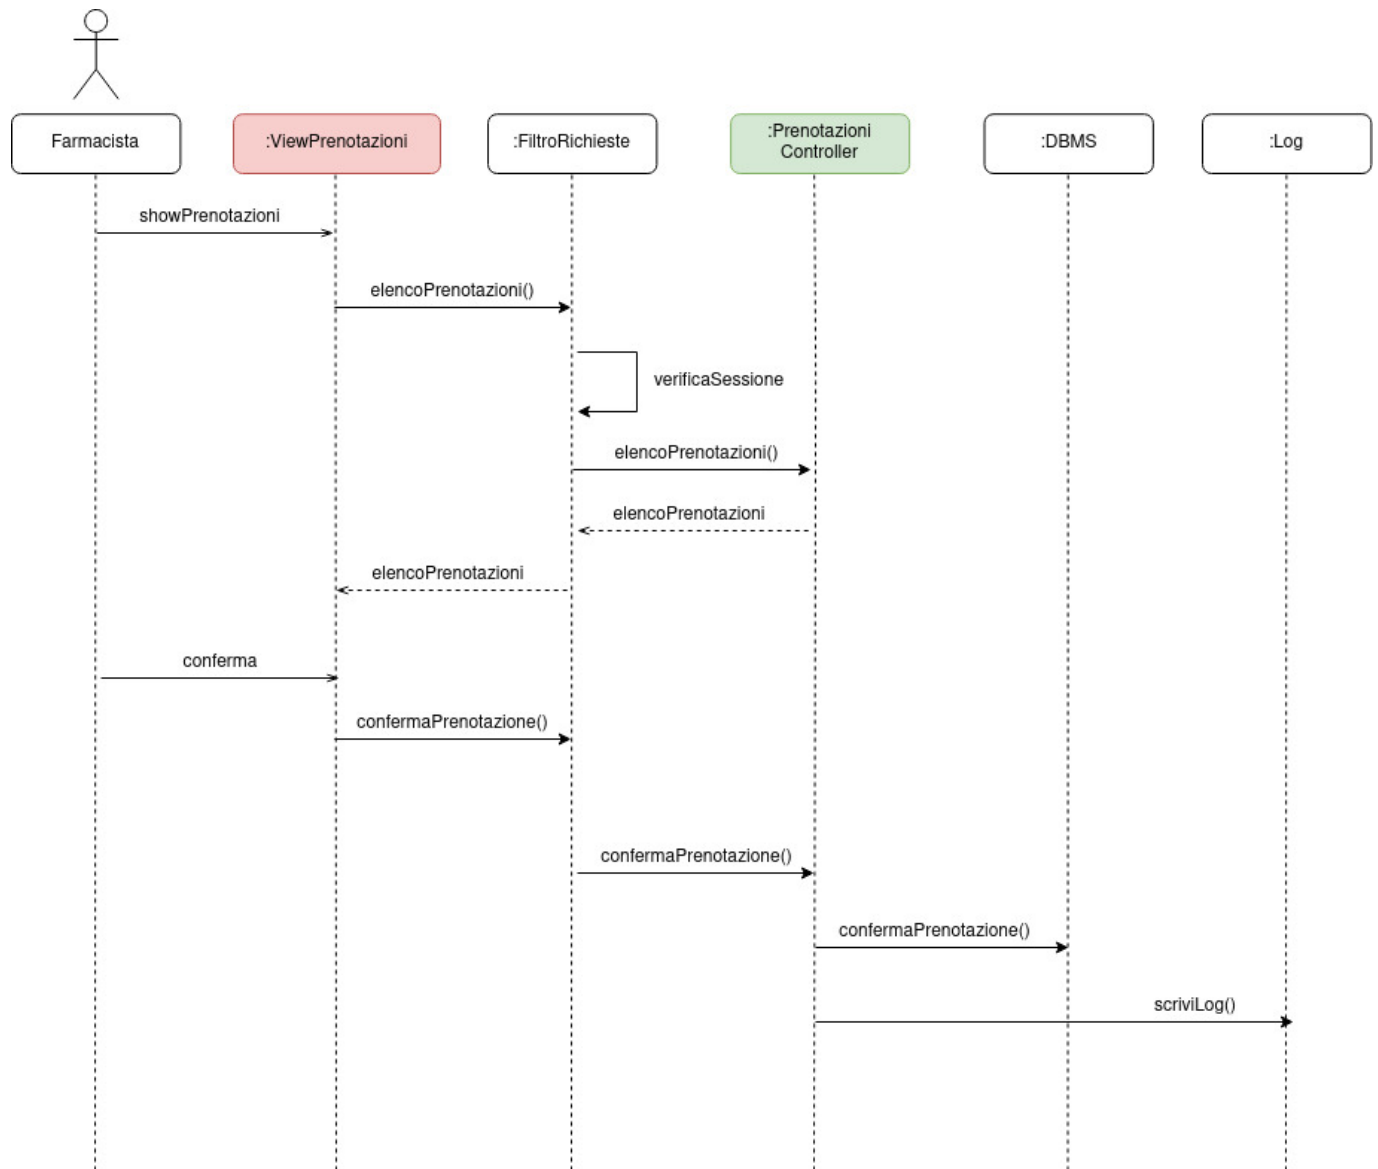 Farmacista
:ViewPrenotazioni
:FiltroRichieste
:Prenotazioni
Controller
:DBMS
:Log
showPrenotazioni
elencoPrenotazioni()
verificaSessione
elencoPrenotazioni()
elencoPrenotazioni
elencoPrenotazioni
conferma
confermaPrenotazione()
confermaPrenotazione()
confermaPrenotazione()
scriviLog()